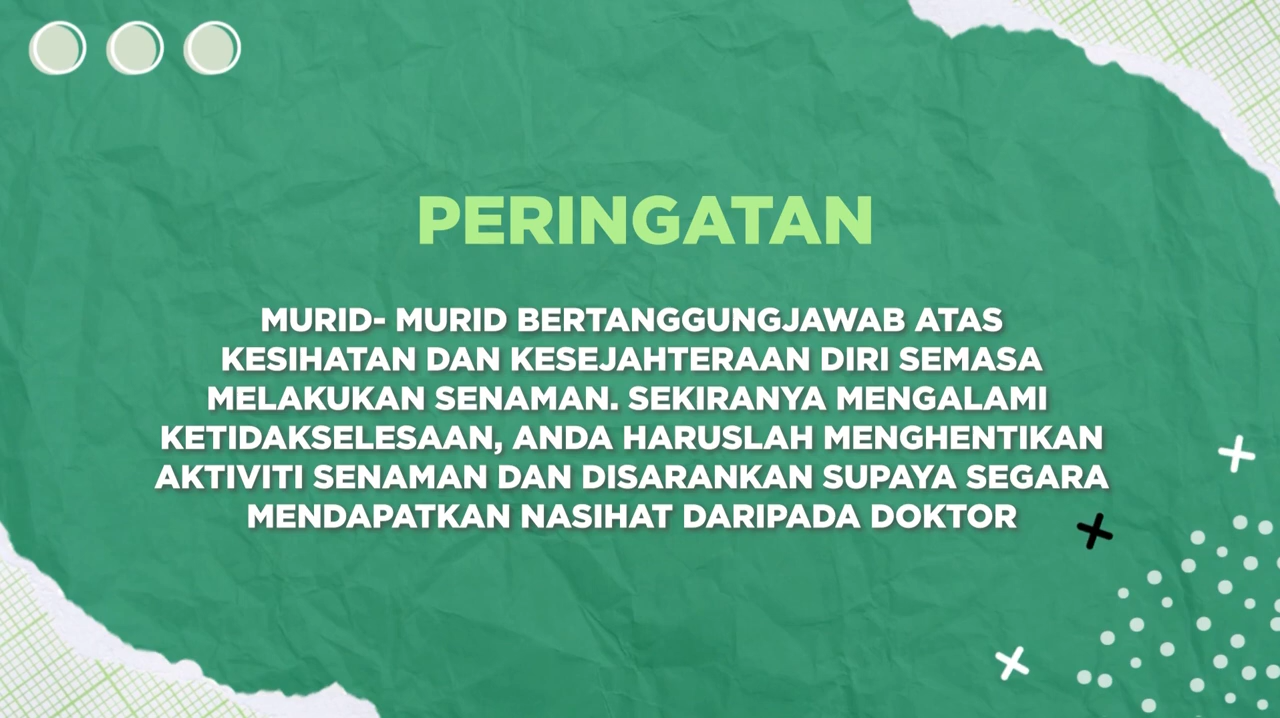 PERINGATAN
MURID- MURID BERTANGGUNGJAWAB ATAS
KESIHATAN DAN KESEJAHTERAAN DIRI SEMASA
MELAKUKAN SENAMAN. SEKIRANYA MENGALAMI
KETIDAKSELESAAN, ANDA HARUSLAH MENGHENTIKAN
AKTIVITI SENAMAN DAN DISARANKAN SUPAYA SEGARA
MENDAPATKAN NASIHAT DARIPADA DOKTOR